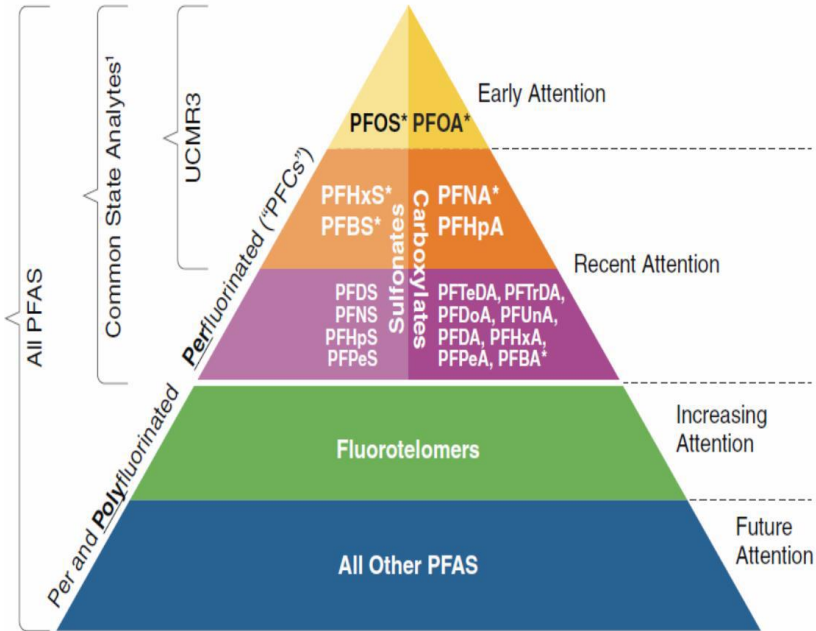 All PFAS
Common State Analytes¹
UCMR3
Perfluorinated ("PFCs")
Per and Polyfluorinated
PFOS* PFOA*
Early Attention
PFHxS*
PFBS*
Sulfonates
Carboxylates
PFNA*
PFHpA
Recent Attention
PFDS
PFNS
PFHpS
PFPeS
PFTeDA, PFTrDA,
PFDoA, PFUnA,
PFDA, PFHxA,
PFPeA, PFBA*
Fluorotelomers
Increasing
Attention
All Other PFAS
Future
Attention